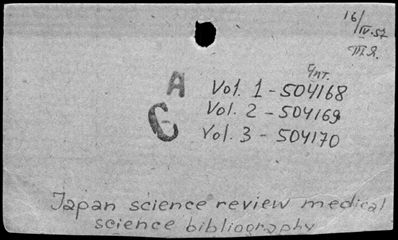 16/IV-57
A
Vol. 1 - 504168
Vol. 2 - 504169
Vol. 3 - 504170
Japan science review medical
science bibliography